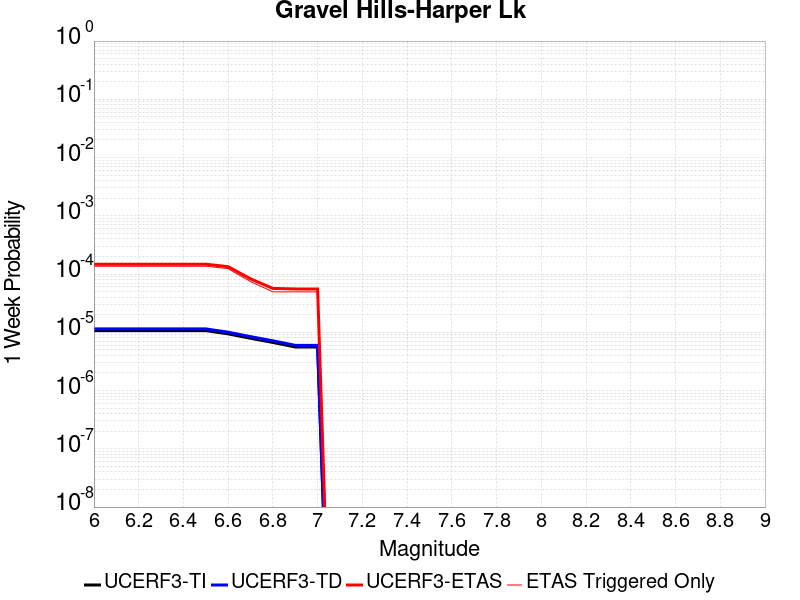 Gravel Hills-Harper Lk
10^0
10^-1
10^-2
10^-3
10^-4
10^-5
10^-6
10^-7
10^-8
1 Week Probability
6 6.2 6.4 6.6 6.8 7 7.2 7.4 7.6 7.8 8 8.2 8.4 8.6 8.8 9
Magnitude
UCERF3-TI UCERF3-TD UCERF3-ETAS ETAS Triggered Only